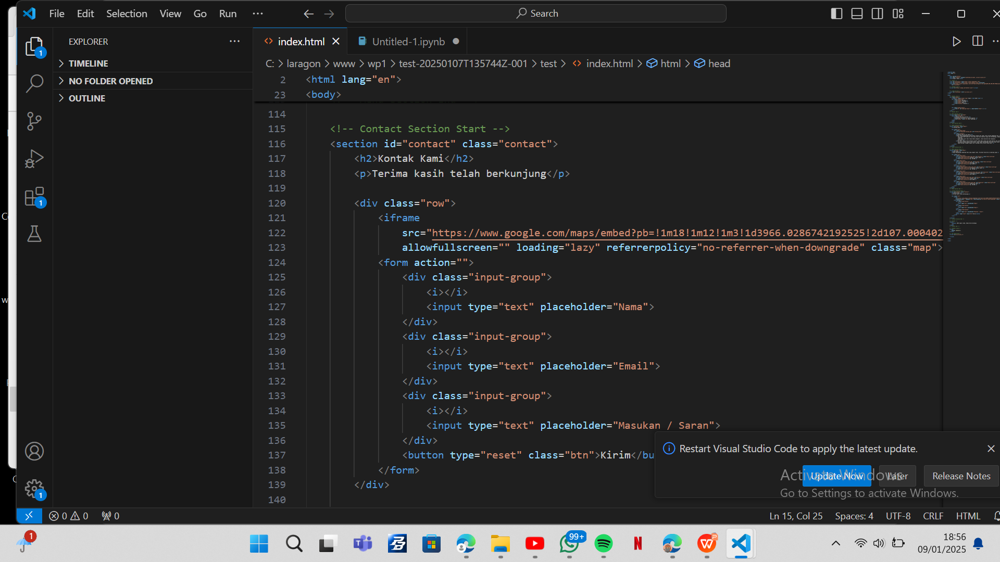 File Edit Selection View Go Run ···
Search
EXPLORER
TIMELINE
NO FOLDER OPENED
OUTLINE
1
1
1
index.html
Untitled-1.ipynb
C: > laragon > www > wp1 > test-20250107T135744Z-001 > test > index.html > html > head
2 <html lang="en">
23 <body>
114
115 <!-- Contact Section Start -->
116 <section id="contact" class="contact">
117 <h2>Kontak Kami</h2>
118 <p>Terima kasih telah berkunjung</p>
119
120 <div class="row">
121 <iframe
122 src="https://www.google.com/maps/embed?pb=!1m18!1m12!1m3!1d3966.0286742192525!2d107.000402
123 allowfullscreen="" loading="lazy" referrerpolicy="no-referrer-when-downgrade" class="map">
124 <form action="">
125 <div class="input-group">
126 <i></i>
127 <input type="text" placeholder="Nama">
128 </div>
129 <div class="input-group">
130 <i></i>
131 <input type="text" placeholder="Email">
132 </div>
133 <div class="input-group">
134 <i></i>
135 <input type="text" placeholder="Masukan / Saran">
136 </div>
137 <button type="reset" class="btn">Kirim</bu
138 </form>
139 </div>
140
Restart Visual Studio Code to apply the latest update.
Update Now Later Release Notes
Activate Windows
Go to Settings to activate Windows.
0 0 0
Ln 15, Col 25 Spaces: 4 UTF-8 CRLF HTML
1
99+
18:56
09/01/2025